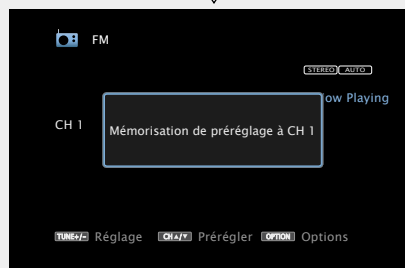 FM
STEREO AUTO
ow Playing
CH 1
Mémorisation de préréglage à CH 1
TUNE+/- Réglage CH▲/▼ Prérégler OPTION Options